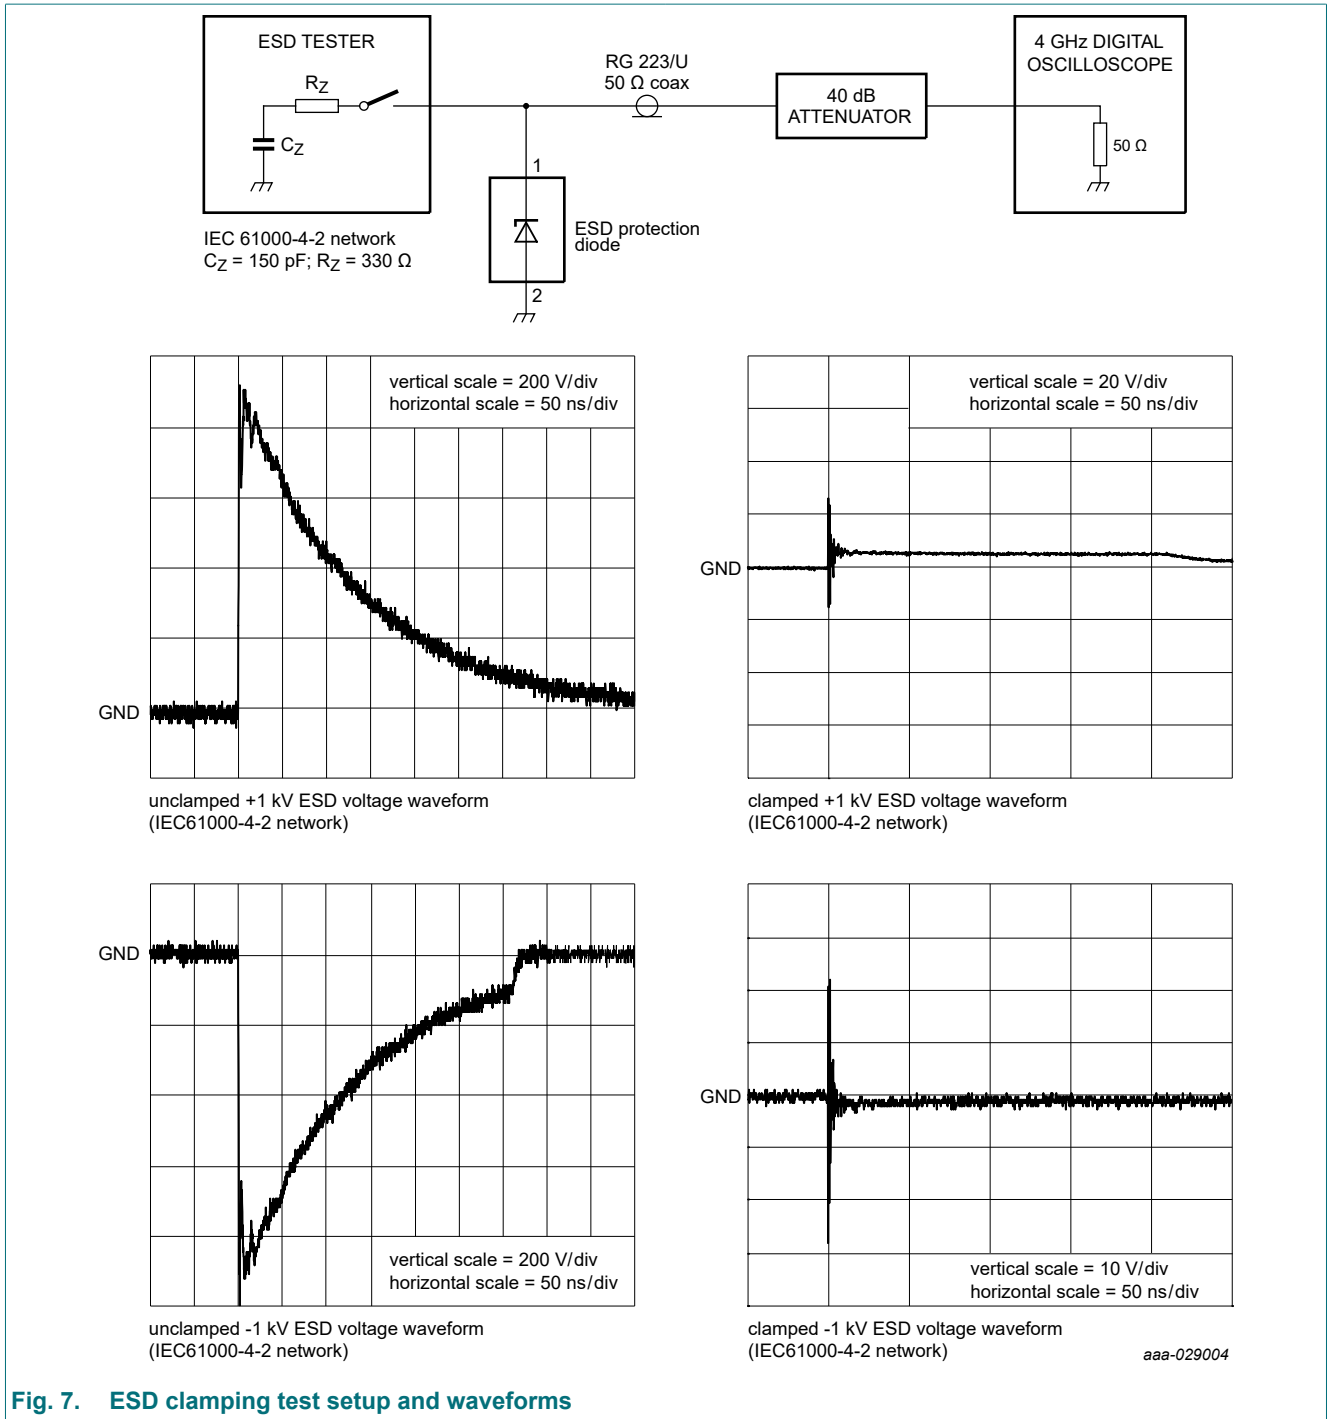 ESD TESTER
RZ
CZ
IEC 61000-4-2 network
CZ = 150 pF; RZ = 330 Ω
RG 223/U
50 Ω coax
1
ESD protection
diode
2
40 dB
ATTENUATOR
4 GHz DIGITAL
OSCILLOSCOPE
50 Ω
vertical scale = 200 V/div
horizontal scale = 50 ns/div
GND
unclamped +1 kV ESD voltage waveform
(IEC61000-4-2 network)
vertical scale = 20 V/div
horizontal scale = 50 ns/div
GND
clamped +1 kV ESD voltage waveform
(IEC61000-4-2 network)
GND
vertical scale = 200 V/div
horizontal scale = 50 ns/div
unclamped -1 kV ESD voltage waveform
(IEC61000-4-2 network)
GND
vertical scale = 10 V/div
horizontal scale = 50 ns/div
clamped -1 kV ESD voltage waveform
(IEC61000-4-2 network)
aaa-029004
Fig. 7. ESD clamping test setup and waveforms